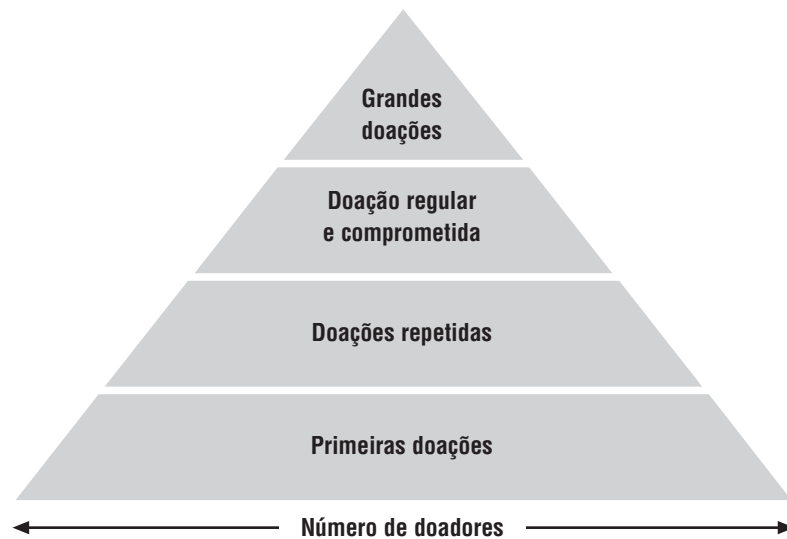 Grandes
doações
Doação regular
e comprometida
Doações repetidas
Primeiras doações
Número de doadores